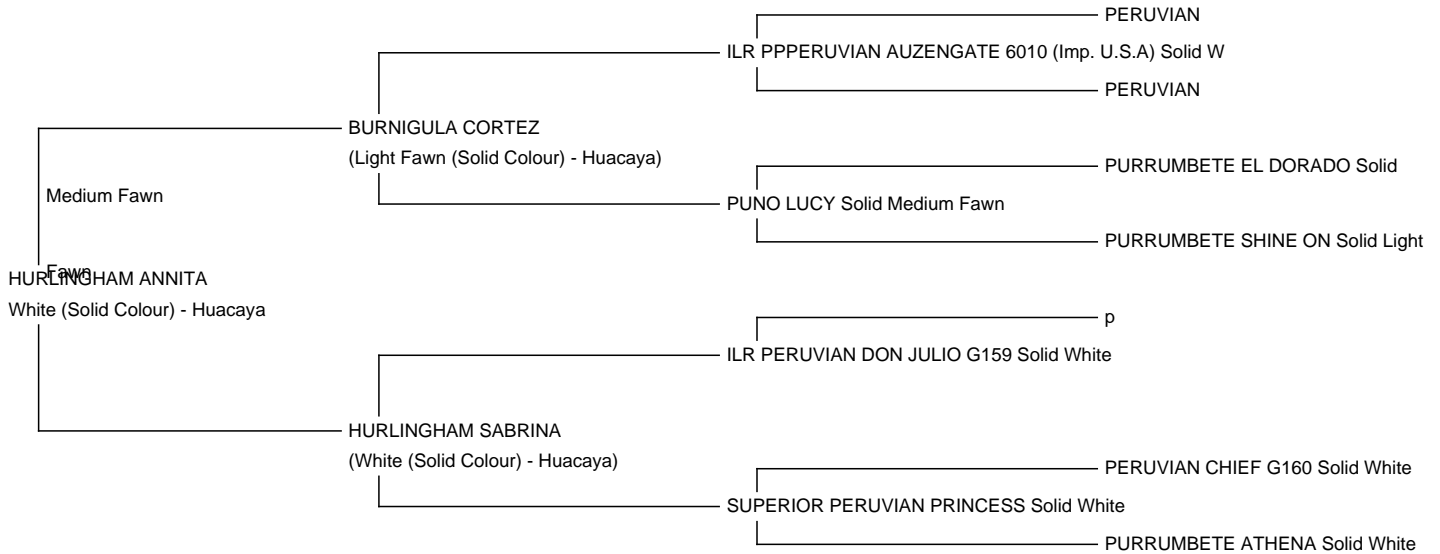 PERUVIAN
ILR PPPERUVIAN AUZENGATE 6010 (Imp. U.S.A) Solid W
PERUVIAN
BURNIGULA CORTEZ
(Light Fawn (Solid Colour) - Huacaya)
PURRUMBETE EL DORADO Solid
Medium Fawn
PUNO LUCY Solid Medium Fawn
PURRUMBETE SHINE ON Solid Light
Fawn
HURLINGHAM ANNITA
White (Solid Colour) - Huacaya
p
ILR PERUVIAN DON JULIO G159 Solid White
HURLINGHAM SABRINA
(White (Solid Colour) - Huacaya)
PERUVIAN CHIEF G160 Solid White
SUPERIOR PERUVIAN PRINCESS Solid White
PURRUMBETE ATHENA Solid White